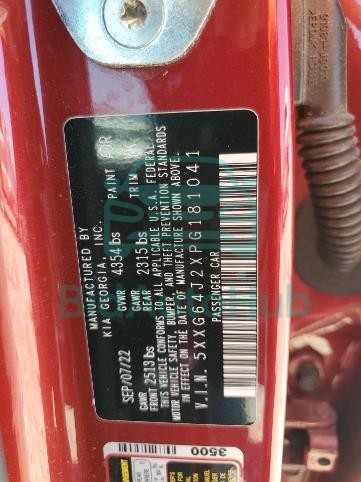 MANUFACTURED BY
KIA GEORGIA, INC.
SEP/07/22 GVWR 4354 lbs PAINT
GAWR FRONT 2513 lbs GAWR REAR 2315 lbs TRIM
THIS VEHICLE CONFORMS TO ALL APPLICABLE U.S.A. FEDERAL
MOTOR VEHICLE SAFETY, BUMPER, AND THEFT PREVENTION STANDARDS
IN EFFECT ON THE DATE OF MANUFACTURE SHOWN ABOVE.
V.I.N. 5XXG64J2XPG181041
PASSENGER CAR
3500